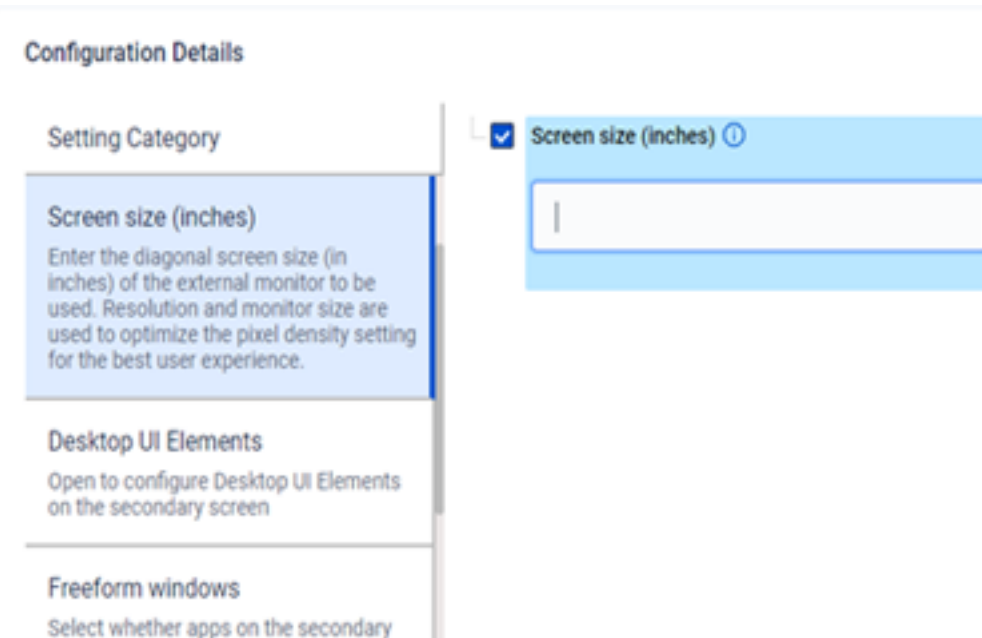 Configuration Details
Setting Category
Screen size (inches)
Enter the diagonal screen size (in
inches) of the external monitor to be
used. Resolution and monitor size are
used to optimize the pixel density setting
for the best user experience.
Desktop UI Elements
Open to configure Desktop UI Elements
on the secondary screen
Freeform windows
Select whether apps on the secondary
Screen size (inches)